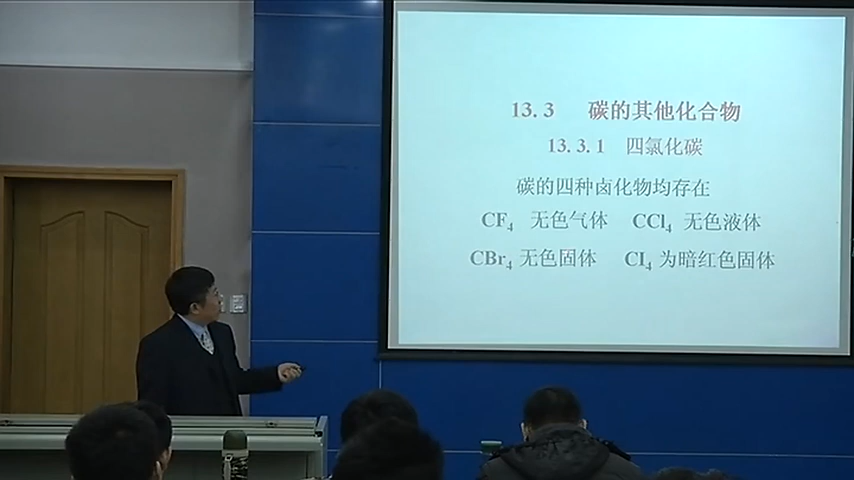 13.3 碳的其他化合物
13.3.1 四氯化碳
碳的四种卤化物均存在
CF₄ 无色气体 CCl₄ 无色液体
CBr₄ 无色固体 CI₄ 为暗红色固体